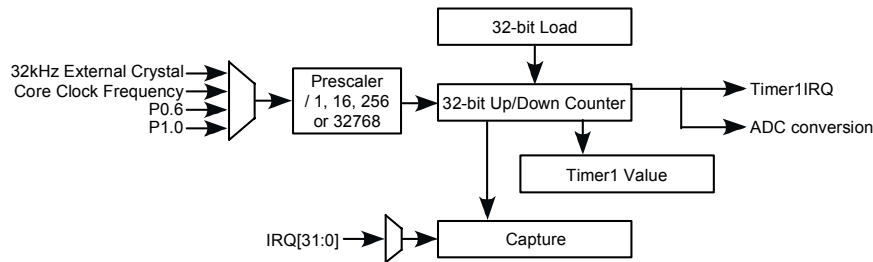 32-bit Load
32kHz External Crystal
Core Clock Frequency
P0.6
P1.0
Prescaler
/ 1, 16, 256
or 32768
32-bit Up/Down Counter
Timer1IRQ
ADC conversion
Timer1 Value
IRQ[31:0]
Capture